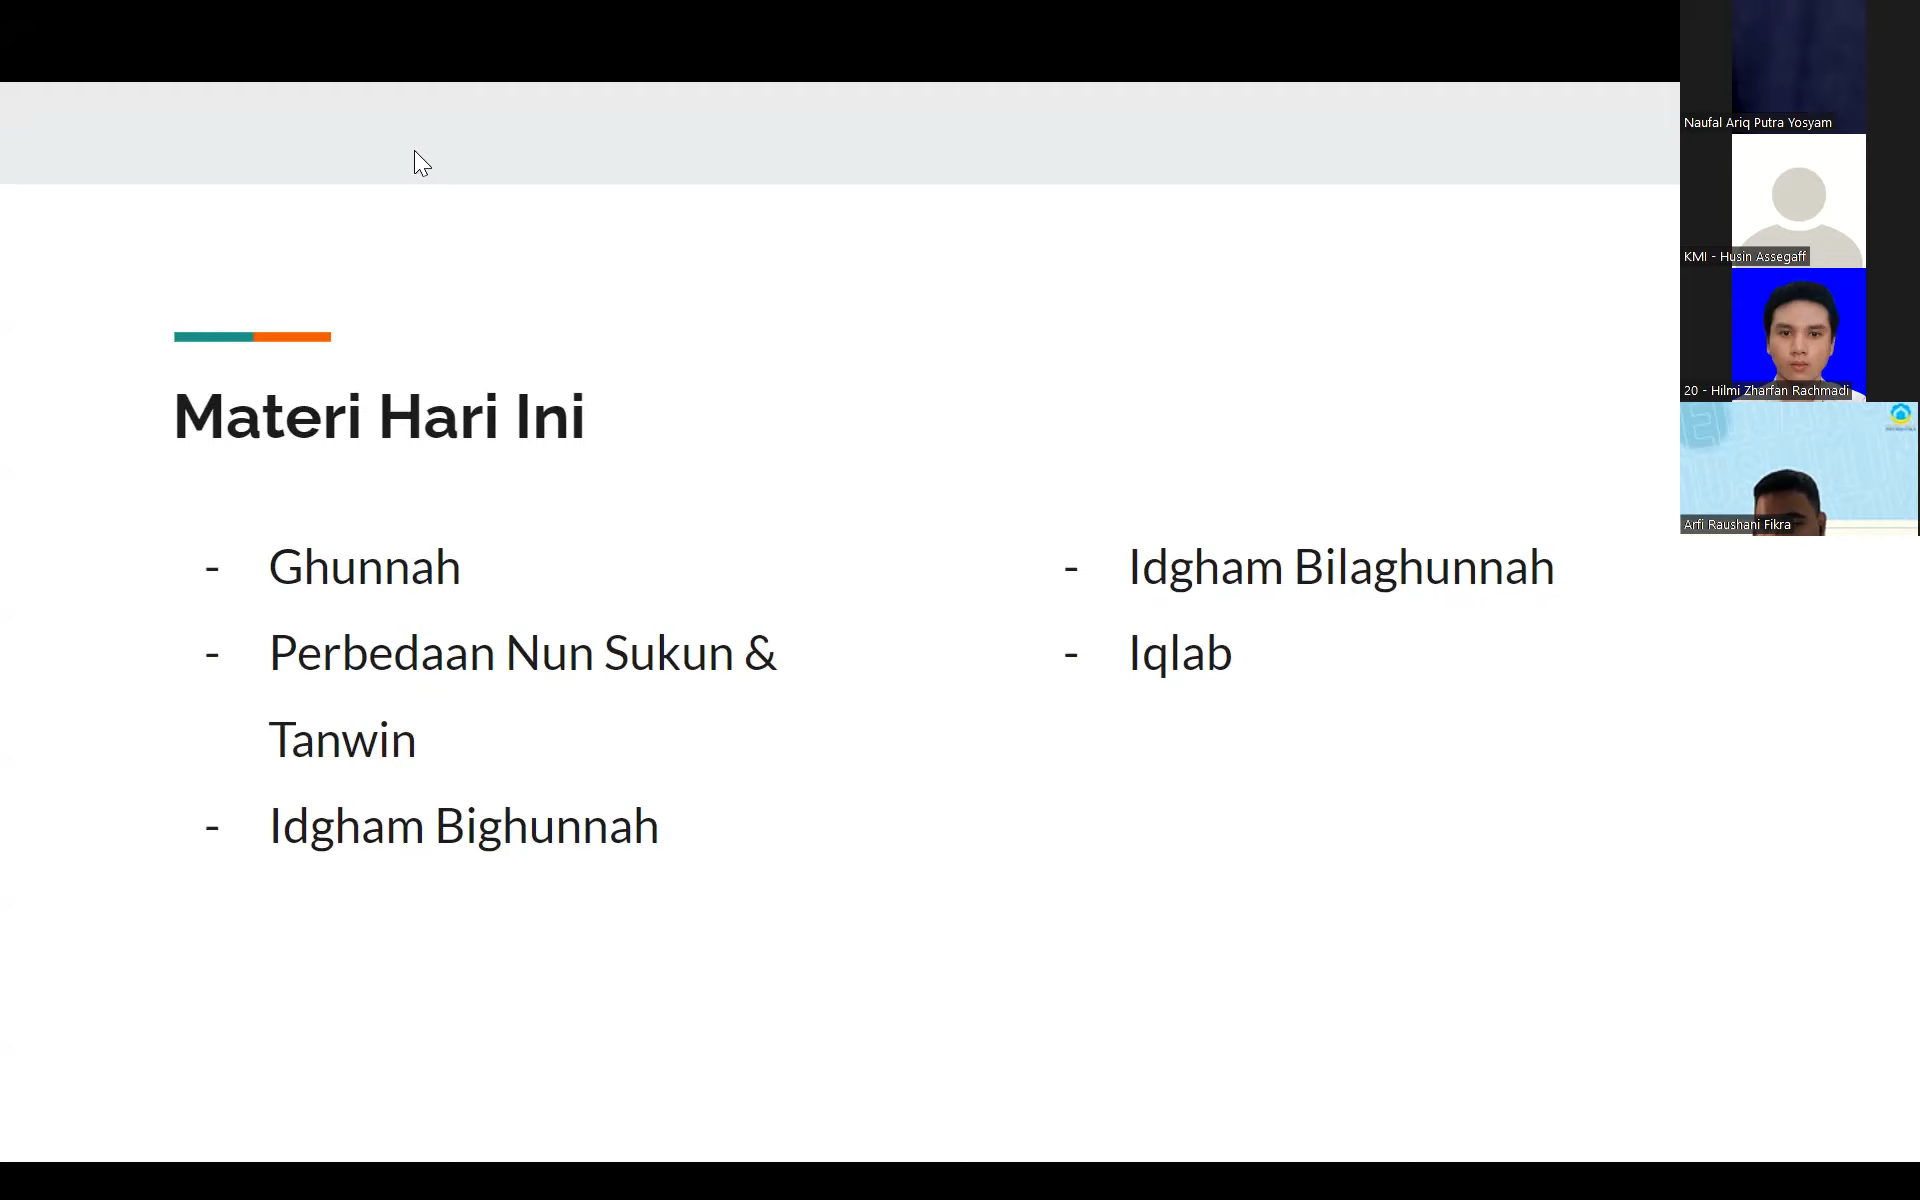 Materi Hari Ini
- Ghunnah
- Perbedaan Nun Sukun &
Tanwin
- Idgham Bighunnah
- Idgham Bilaghunnah
- Iqlab
Naufal Ariq Putra Yosyam
KMI - Husin Assegaff
20 - Hilmi Zharfan Rachmadi
Arfi Raushani Fikra